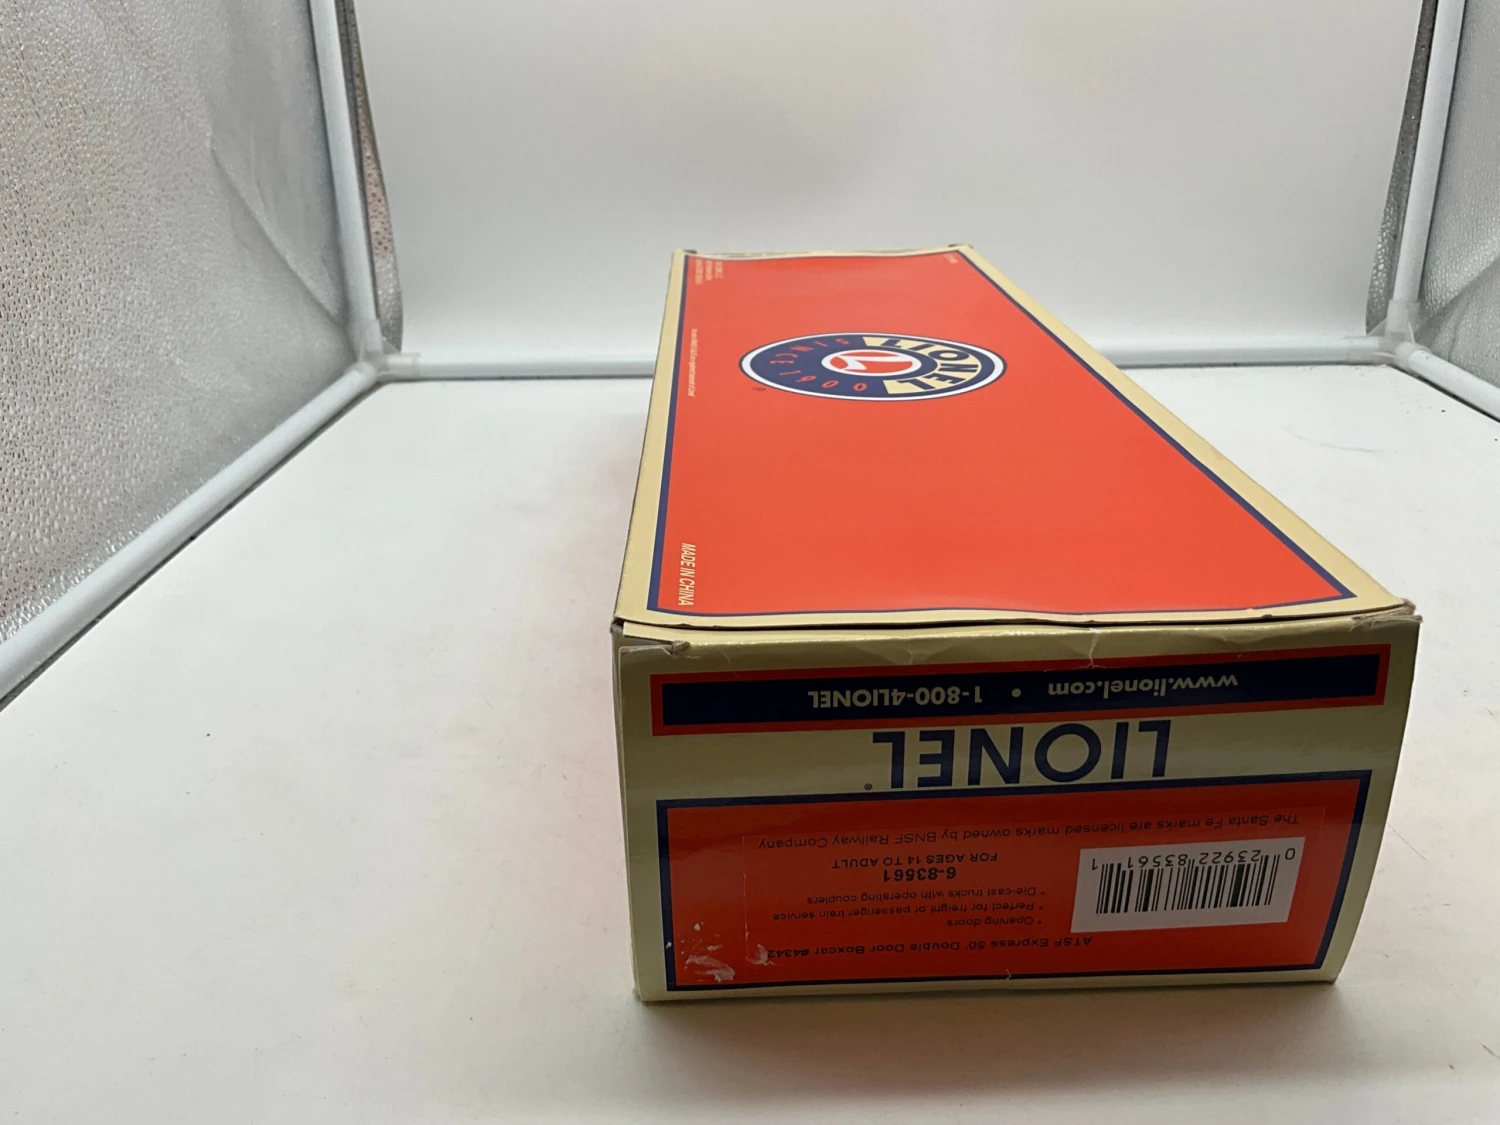 LIONEL
SINCE 1900
MADE IN CHINA
ATSF Express 50' Double Door Boxcar #4342
* Opening doors
* Perfect for freight or passenger train service
* Die-cast trucks with operating couplers
6-83561
FOR AGES 14 TO ADULT
0 23922 83561 1
The Santa Fe marks are licensed marks owned by BNSF Railway Company
LIONEL®
www.lionel.com • 1-800-4LIONEL